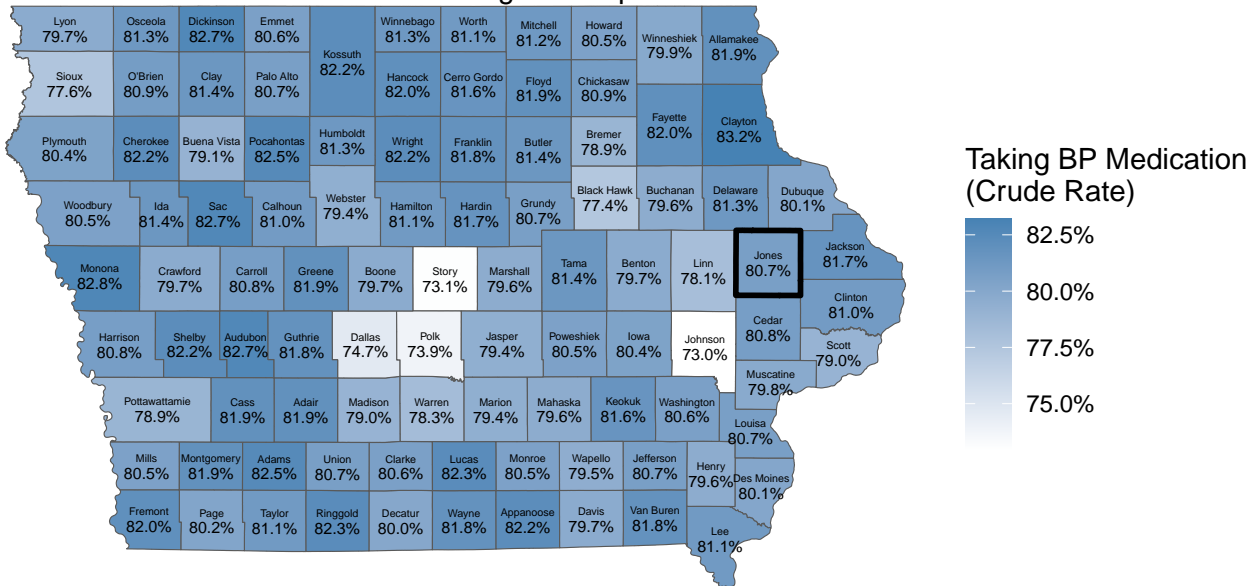 Lyon
79.7%
Osceola
81.3%
Dickinson
82.7%
Emmet
80.6%
Kossuth
82.2%
Winnebago
81.3%
Worth
81.1%
Mitchell
81.2%
Howard
80.5%
Winneshiek
79.9%
Allamakee
81.9%
Sioux
77.6%
O'Brien
80.9%
Clay
81.4%
Palo Alto
80.7%
Hancock
82.0%
Cerro Gordo
81.6%
Floyd
81.9%
Chickasaw
80.9%
Fayette
82.0%
Clayton
83.2%
Plymouth
80.4%
Cherokee
82.2%
Buena Vista
79.1%
Pocahontas
82.5%
Humboldt
81.3%
Wright
82.2%
Franklin
81.8%
Butler
81.4%
Bremer
78.9%
Woodbury
80.5%
Ida
81.4%
Sac
82.7%
Calhoun
81.0%
Webster
79.4%
Hamilton
81.1%
Hardin
81.7%
Grundy
80.7%
Black Hawk
77.4%
Buchanan
79.6%
Delaware
81.3%
Dubuque
80.1%
Monona
82.8%
Crawford
79.7%
Carroll
80.8%
Greene
81.9%
Boone
79.7%
Story
73.1%
Marshall
79.6%
Tama
81.4%
Benton
79.7%
Linn
78.1%
Jones
80.7%
Jackson
81.7%
Clinton
81.0%
Harrison
80.8%
Shelby
82.2%
Audubon
82.7%
Guthrie
81.8%
Dallas
74.7%
Polk
73.9%
Jasper
79.4%
Poweshiek
80.5%
Iowa
80.4%
Johnson
73.0%
Cedar
80.8%
Scott
79.0%
Muscatine
79.8%
Pottawattamie
78.9%
Cass
81.9%
Adair
81.9%
Madison
79.0%
Warren
78.3%
Marion
79.4%
Mahaska
79.6%
Keokuk
81.6%
Washington
80.6%
Louisa
80.7%
Mills
80.5%
Montgomery
81.9%
Adams
82.5%
Union
80.7%
Clarke
80.6%
Lucas
82.3%
Monroe
80.5%
Wapello
79.5%
Jefferson
80.7%
Henry
79.6%
Des Moines
80.1%
Fremont
82.0%
Page
80.2%
Taylor
81.1%
Ringgold
82.3%
Decatur
80.0%
Wayne
81.8%
Appanoose
82.2%
Davis
79.7%
Van Buren
81.8%
Lee
81.1%
Taking BP Medication
(Crude Rate)
82.5%
80.0%
77.5%
75.0%